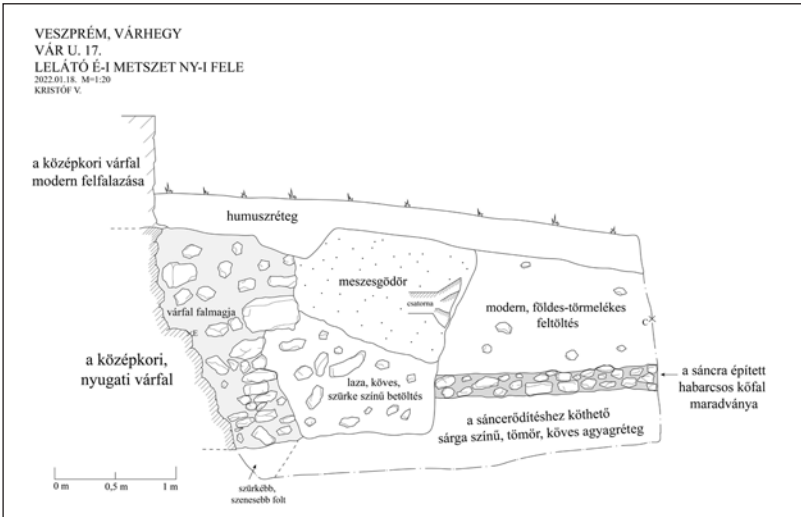 VESZPRÉM, VÁRHEGY
VÁR U. 17.
LELÁTÓ É-I METSZET NY-I FELE
2022.01.18. M=1:20
KRISTÓF V.
a középkori várfal
modern felfalazása
humuszréteg
meszesgödör
csatorna
várfal falmagja
E
modern, földes-törmelékes
feltöltés
C
a középkori,
nyugati várfal
laza, köves,
szürke színű betöltés
a sáncra épített
habarcsos kőfal
maradványa
a sáncerődítéshez köthető
sárga színű, tömör, köves agyagréteg
0 m
0,5 m
1 m
szürkébb,
szenesebb folt